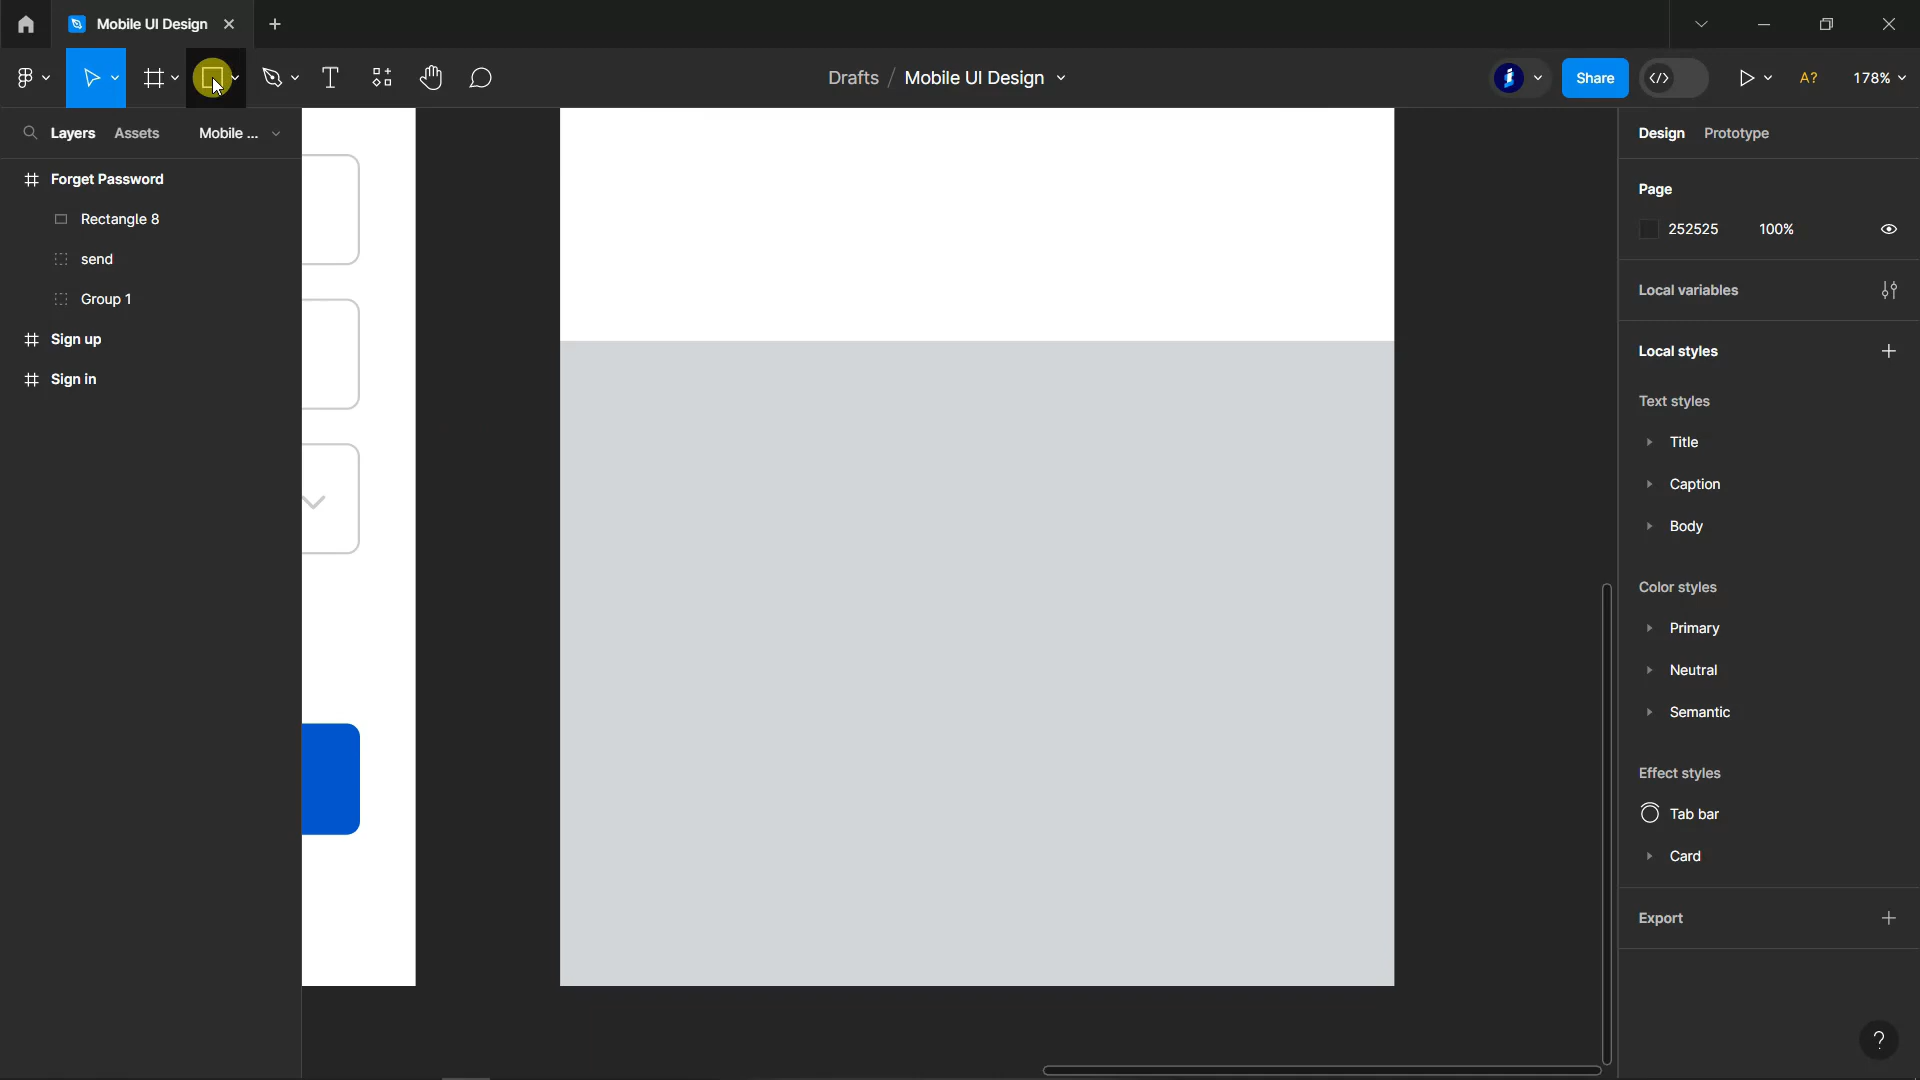 Mobile UI Design
Drafts / Mobile UI Design
Share
A?
178%
Layers
Assets
Mobile ...
Forget Password
Rectangle 8
send
Group 1
Sign up
Sign in
Design
Prototype
Page
252525
100%
Local variables
Local styles
Text styles
Title
Caption
Body
Color styles
Primary
Neutral
Semantic
Effect styles
Tab bar
Card
Export
?